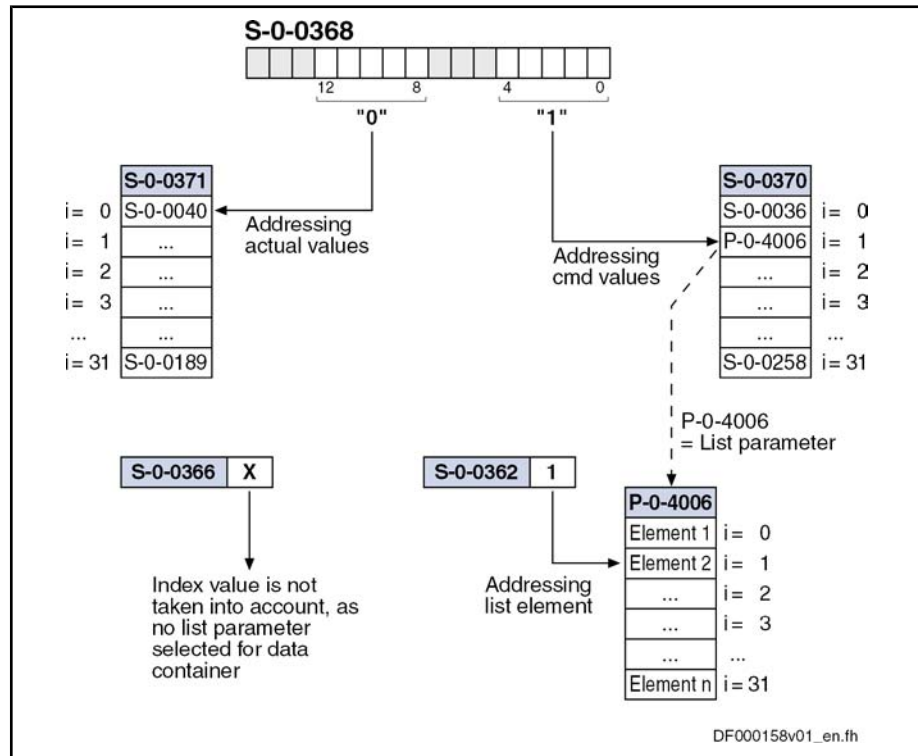 S-0-0368
12 8 4 0
"0" "1"
S-0-0371 S-0-0370
i= 0 S-0-0040 S-0-0036 i= 0
i= 1 ... P-0-4006 i= 1
i= 2 ... ... i= 2
i= 3 ... ... i= 3
... ... ... ...
i= 31 S-0-0189 S-0-0258 i= 31
Addressing
actual values
Addressing
cmd values
P-0-4006
= List parameter
S-0-0366 X
S-0-0362 1
P-0-4006
Element 1 i= 0
Element 2 i= 1
... i= 2
... i= 3
... ...
Element n i= 31
Index value is not
taken into account, as
no list parameter
selected for data
container
Addressing
list element
DF000158v01_en.fh